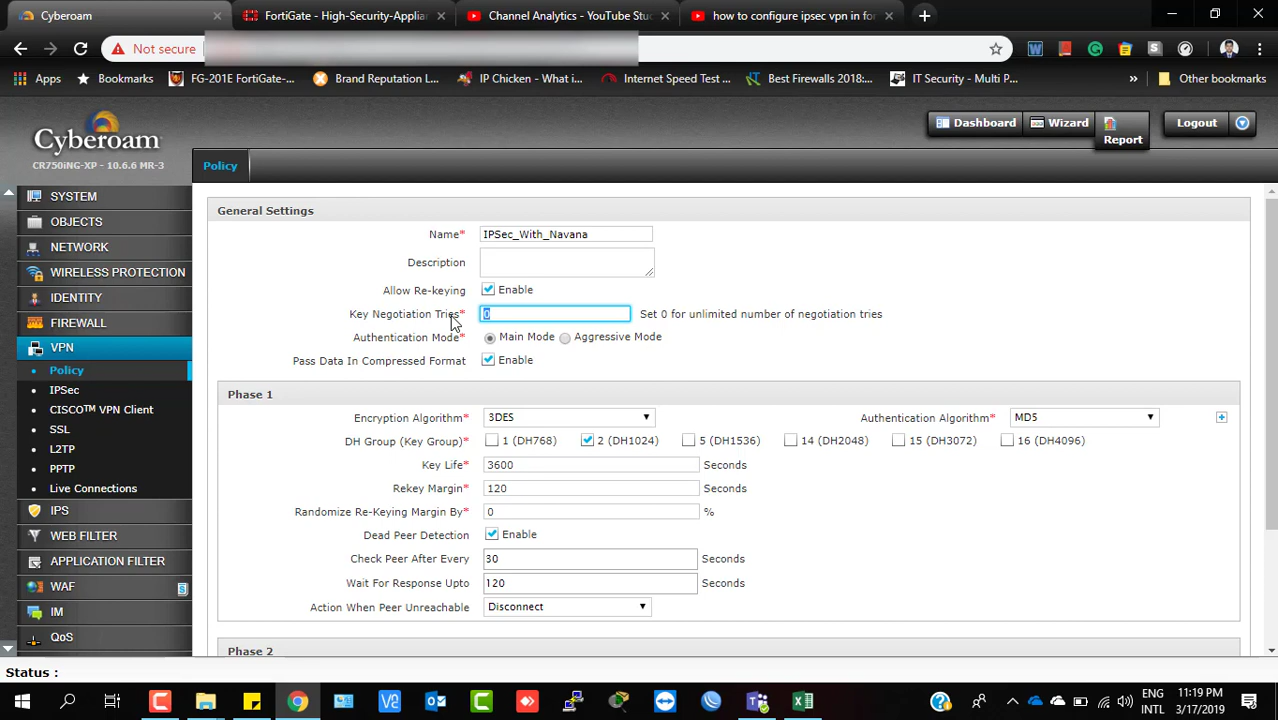 Cyberoam
FortiGate - High-Security-Applian
Channel Analytics - YouTube Stu
how to configure ipsec vpn in for
Not secure
Apps
Bookmarks
FG-201E FortiGate-...
Brand Reputation L...
IP Chicken - What i...
Internet Speed Test ...
Best Firewalls 2018:...
IT Security - Multi P...
»
Other bookmarks
Cyberoam
CR750iNG-XP - 10.6.6 MR-3
Dashboard
Wizard
Report
Logout
Policy
SYSTEM
OBJECTS
NETWORK
WIRELESS PROTECTION
IDENTITY
FIREWALL
VPN
Policy
IPSec
CISCO™ VPN Client
SSL
L2TP
PPTP
Live Connections
IPS
WEB FILTER
APPLICATION FILTER
WAF
IM
QoS
General Settings
Name* IPSec_With_Navana
Description
Allow Re-keying Enable
Key Negotiation Tries* 0 Set 0 for unlimited number of negotiation tries
Authentication Mode* Main Mode Aggressive Mode
Pass Data In Compressed Format Enable
Phase 1
Encryption Algorithm* 3DES Authentication Algorithm* MD5
DH Group (Key Group)* 1 (DH768) 2 (DH1024) 5 (DH1536) 14 (DH2048) 15 (DH3072) 16 (DH4096)
Key Life* 3600 Seconds
Rekey Margin* 120 Seconds
Randomize Re-Keying Margin By* 0 %
Dead Peer Detection Enable
Check Peer After Every 30 Seconds
Wait For Response Upto 120 Seconds
Action When Peer Unreachable Disconnect
Phase 2
Status :
ENG
INTL
11:19 PM
3/17/2019